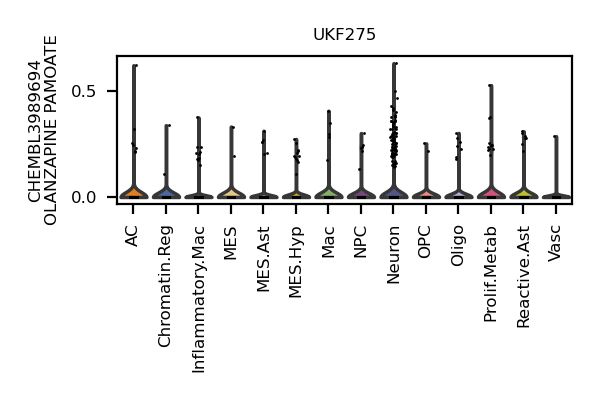 UKF275
CHEMBL3989694
OLANZAPINE PAMOATE
0.5
0.0
AC
Chromatin.Reg
Inflammatory.Mac
MES
MES.Ast
MES.Hyp
Mac
NPC
Neuron
OPC
Oligo
Prolif.Metab
Reactive.Ast
Vasc